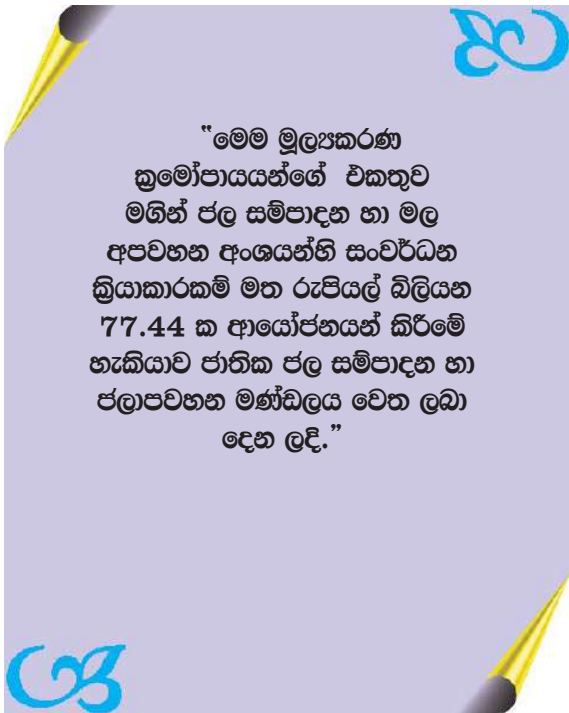 “මෙම මූල්‍යකරණ
ක්‍රමෝපායයන්ගේ එකතුව
මගින් ජල සම්පාදන හා මල
අපවහන අංශයන්හි සංවර්ධන
ක්‍රියාකාරකම් මත රුපියල් බිලියන
77.44 ක ආයෝජනයන් කිරීමේ
හැකියාව ජාතික ජල සම්පාදන හා
ජලාපවහන මණ්ඩලය වෙත ලබා
දෙන ලදි.”